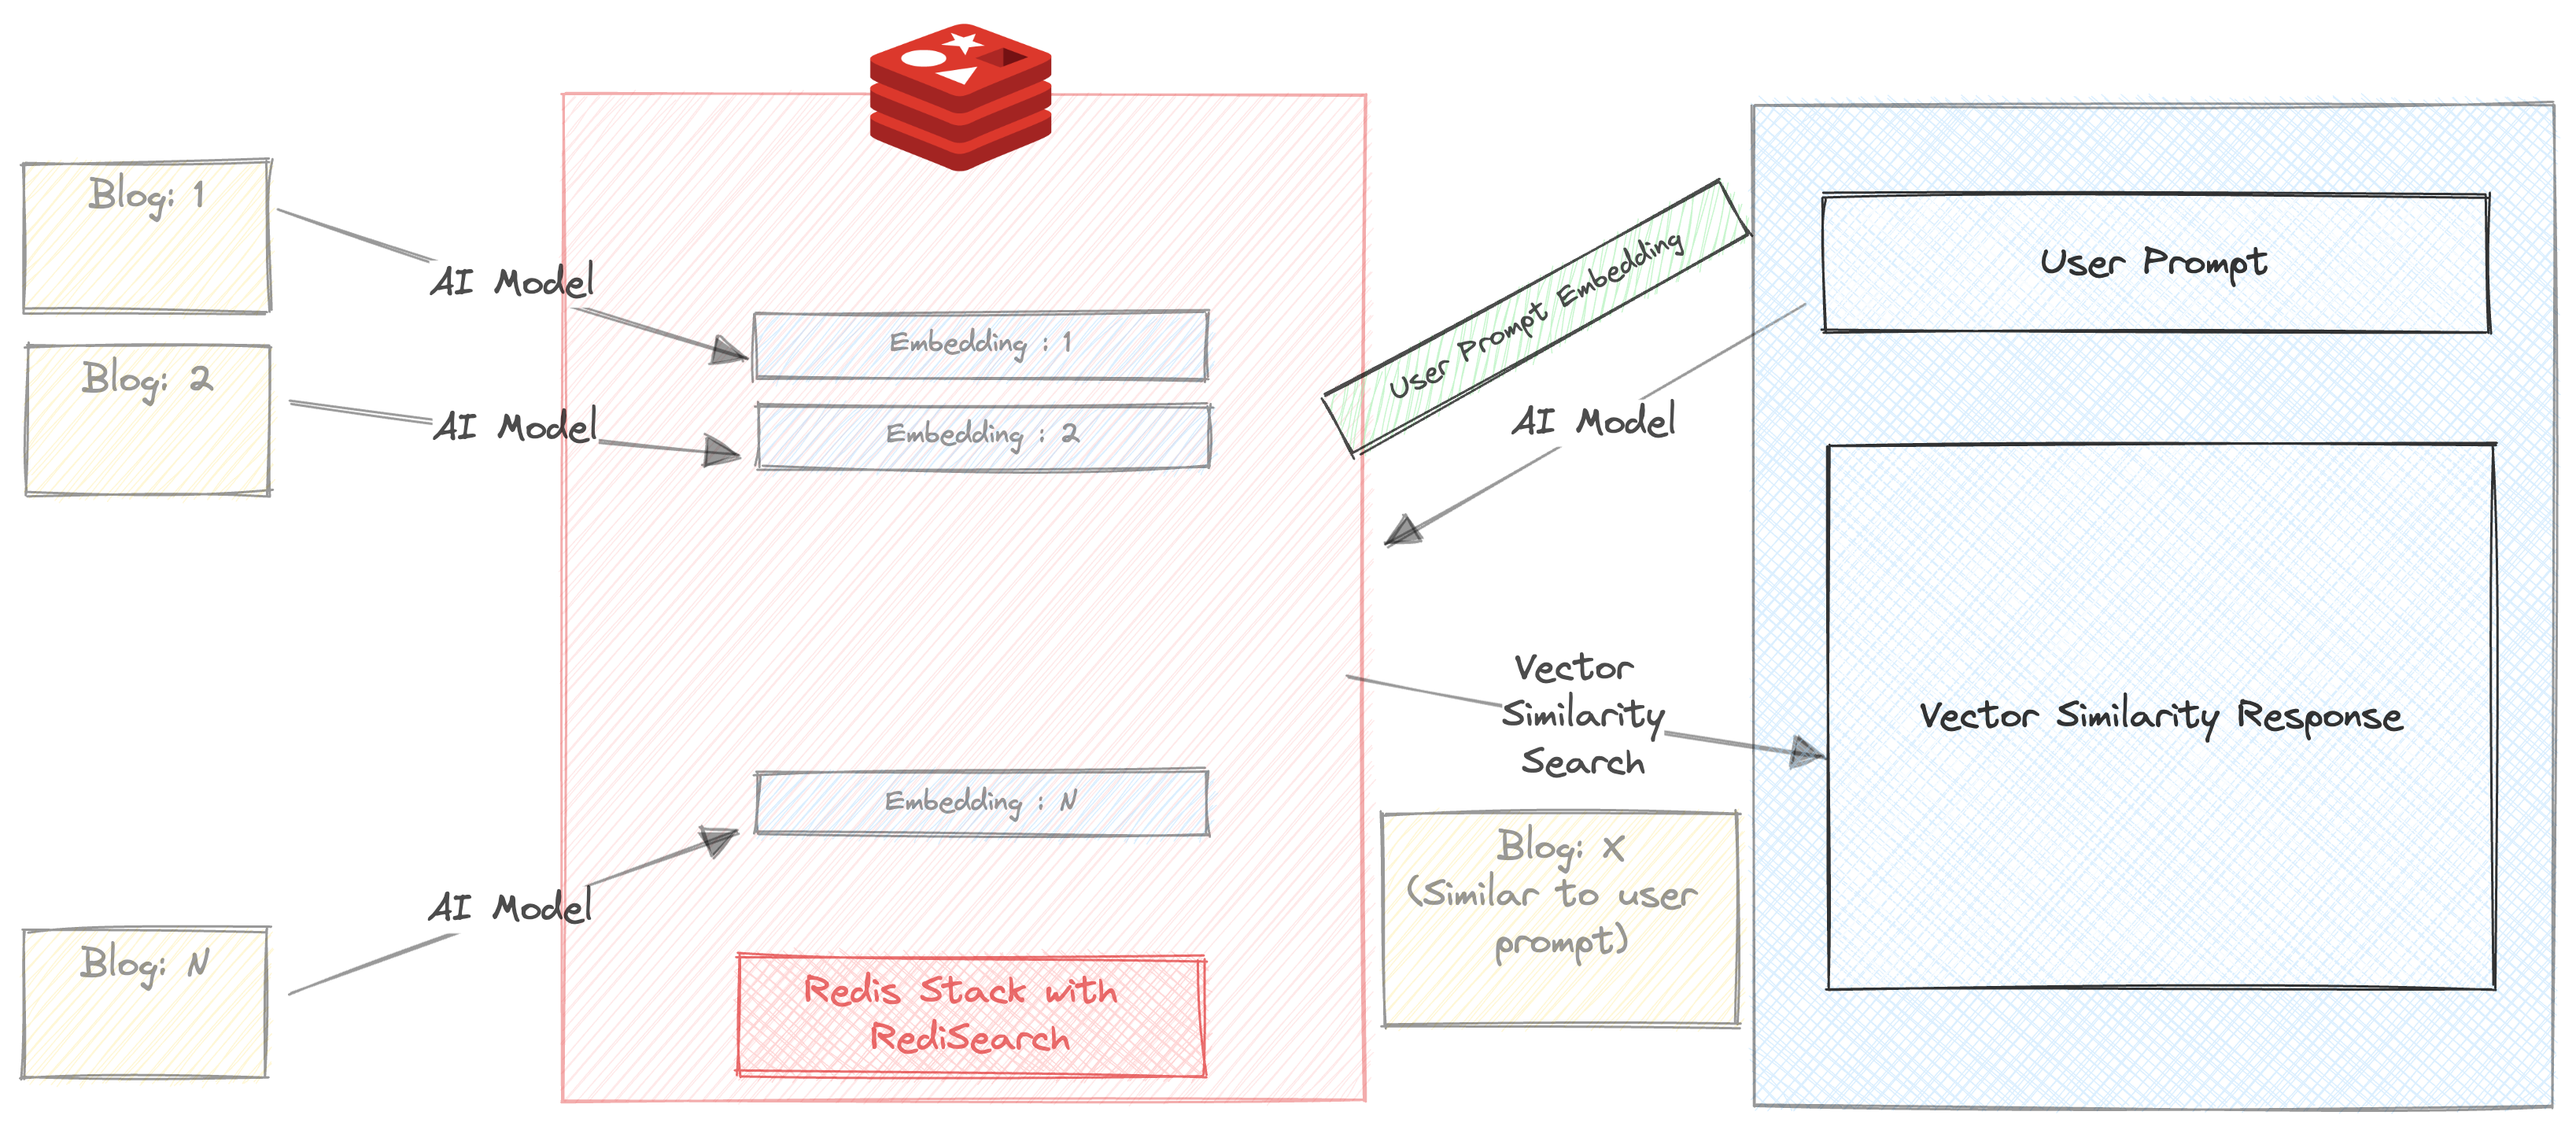 Blog: 1
AI Model
Blog: 2
AI Model
Blog: N
AI Model
Embedding : 1
Embedding : 2
Embedding : N
Redis Stack with
RediSearch
User Prompt Embedding
AI Model
Vector
Similarity
Search
Blog: X
(Similar to user
prompt)
User Prompt
Vector Similarity Response